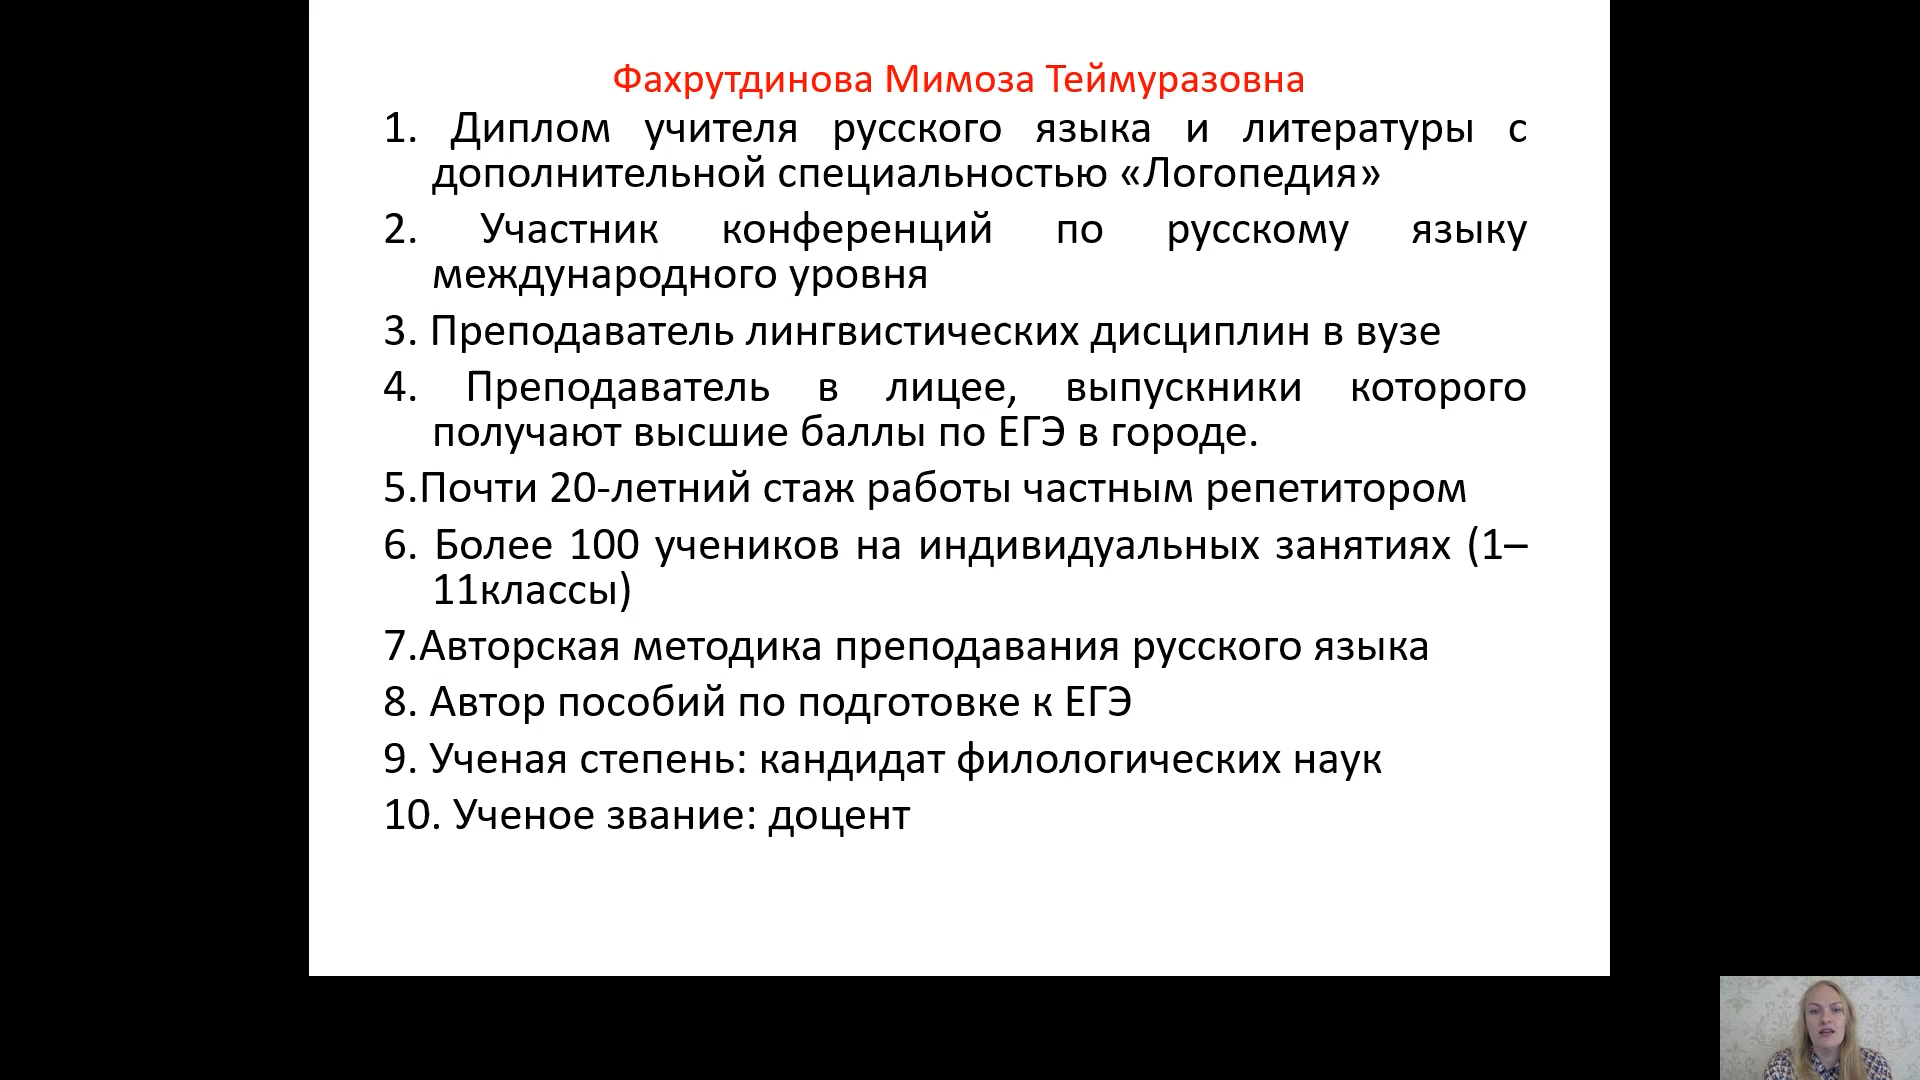 Фахрутдинова Мимоза Теймуразовна
1. Диплом учителя русского языка и литературы с
дополнительной специальностью «Логопедия»
2. Участник конференций по русскому языку
международного уровня
3. Преподаватель лингвистических дисциплин в вузе
4. Преподаватель в лицее, выпускники которого
получают высшие баллы по ЕГЭ в городе.
5.Почти 20-летний стаж работы частным репетитором
6. Более 100 учеников на индивидуальных занятиях (1–
11классы)
7.Авторская методика преподавания русского языка
8. Автор пособий по подготовке к ЕГЭ
9. Ученая степень: кандидат филологических наук
10. Ученое звание: доцент